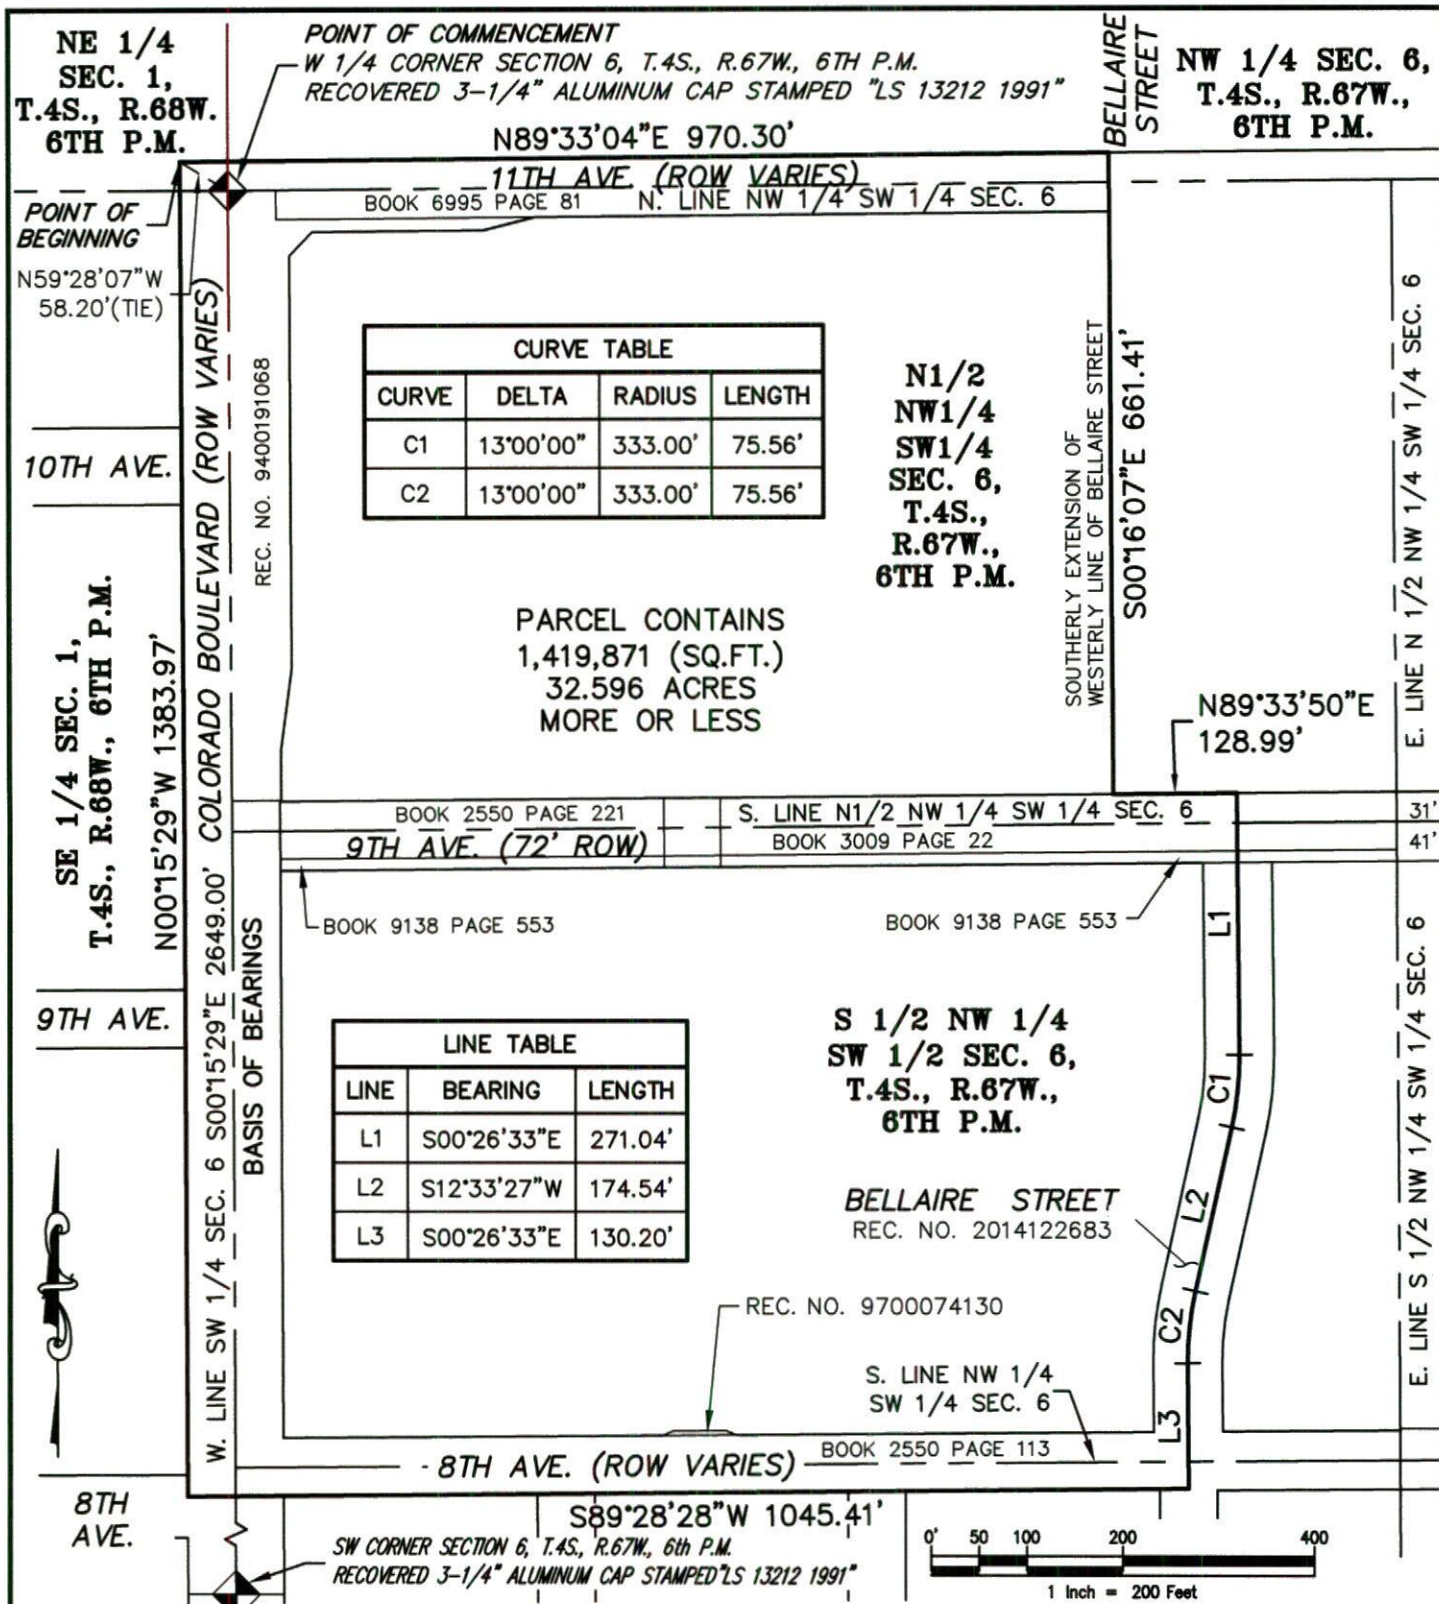 NE 1/4
SEC. 1,
T.4S., R.68W.
6TH P.M.
POINT OF COMMENCEMENT
W 1/4 CORNER SECTION 6, T.4S., R.67W., 6TH P.M.
RECOVERED 3-1/4" ALUMINUM CAP STAMPED "LS 13212 1991"
N89°33'04"E 970.30'
BELLAIRE
STREET
NW 1/4 SEC. 6,
T.4S., R.67W.,
6TH P.M.
11TH AVE. (ROW VARIES)
BOOK 6995 PAGE 81
N. LINE NW 1/4 SW 1/4 SEC. 6
POINT OF
BEGINNING
N59°28'07"W
58.20'(TIE)
COLORADO BOULEVARD (ROW VARIES)
REC. NO. 9400191068
CURVE TABLE
CURVE DELTA RADIUS LENGTH
C1 13°00'00" 333.00' 75.56'
C2 13°00'00" 333.00' 75.56'
N1/2
NW1/4
SW1/4
SEC. 6,
T.4S.,
R.67W.,
6TH P.M.
SOUTHERLY EXTENSION OF
WESTERLY LINE OF BELLAIRE STREET
S00°16'07"E 661.41'
E. LINE N 1/2 NW 1/4 SW 1/4 SEC. 6
10TH AVE.
PARCEL CONTAINS
1,419,871 (SQ.FT.)
32.596 ACRES
MORE OR LESS
SE 1/4 SEC. 1,
T.4S., R.68W., 6TH P.M.
N00°15'29"W 1383.97'
N89°33'50"E
128.99'
BOOK 2550 PAGE 221
S. LINE N1/2 NW 1/4 SW 1/4 SEC. 6
31'
9TH AVE. (72' ROW)
BOOK 3009 PAGE 22
41'
BOOK 9138 PAGE 553
BOOK 9138 PAGE 553
L1
9TH AVE.
W. LINE SW 1/4 SEC. 6 S00°15'29"E 2649.00'
BASIS OF BEARINGS
LINE TABLE
LINE BEARING LENGTH
L1 S00°26'33"E 271.04'
L2 S12°33'27"W 174.54'
L3 S00°26'33"E 130.20'
S 1/2 NW 1/4
SW 1/2 SEC. 6,
T.4S., R.67W.,
6TH P.M.
C1
L2
BELLAIRE STREET
REC. NO. 2014122683
E. LINE S 1/2 NW 1/4 SW 1/4 SEC. 6
REC. NO. 9700074130
C2
S. LINE NW 1/4
SW 1/4 SEC. 6
L3
8TH AVE. (ROW VARIES)
BOOK 2550 PAGE 113
8TH
AVE.
S89°28'28"W 1045.41'
SW CORNER SECTION 6, T.4S., R.67W., 6th P.M.
RECOVERED 3-1/4" ALUMINUM CAP STAMPED"LS 13212 1991"
0' 50 100 200 400
1 Inch = 200 Feet